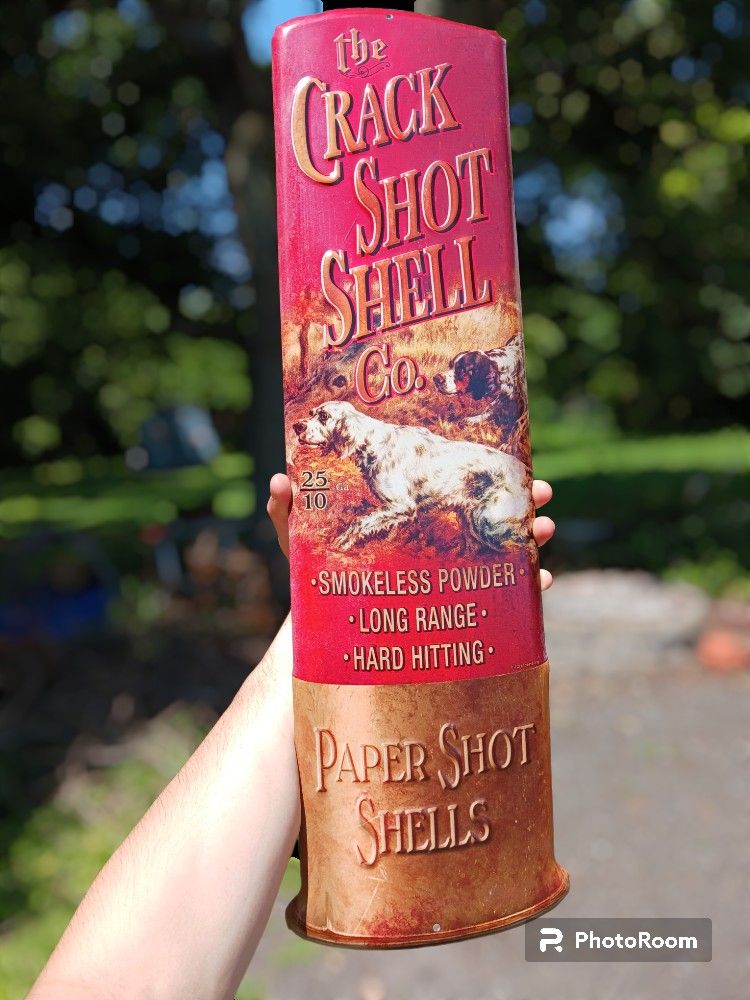 the
CRACK
SHOT
SHELL
Co.
25
10
•SMOKELESS POWDER•
•LONG RANGE•
•HARD HITTING•
PAPER SHOT
SHELLS
PhotoRoom